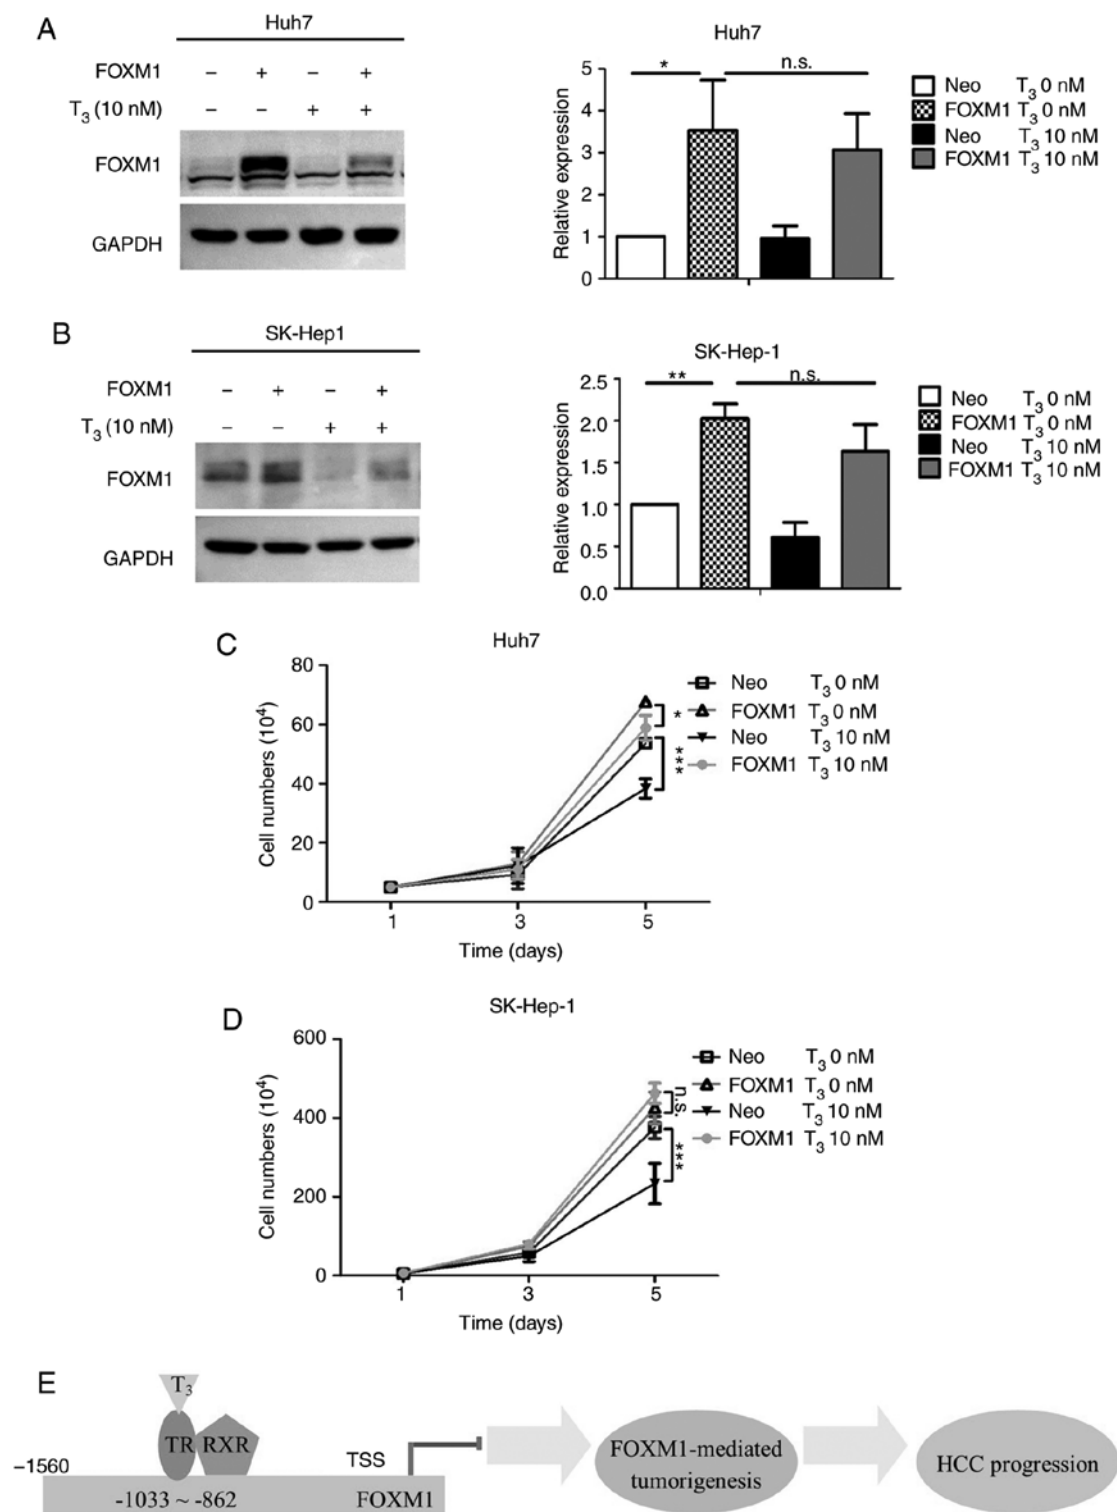 A
Huh7
FOXM1 – + – +
T3 (10 nM) – – + +
FOXM1
GAPDH
Huh7
Relative expression
5
4
3
2
1
0
*
n.s.
Neo T3 0 nM
FOXM1 T3 0 nM
Neo T3 10 nM
FOXM1 T3 10 nM
B
SK-Hep1
FOXM1 – + – +
T3 (10 nM) – – + +
FOXM1
GAPDH
SK-Hep-1
Relative expression
2.5
2.0
1.5
1.0
0.5
0.0
**
n.s.
Neo T3 0 nM
FOXM1 T3 0 nM
Neo T3 10 nM
FOXM1 T3 10 nM
C
Huh7
Cell numbers (10⁴)
80
60
40
20
0
1 3 5
Time (days)
*
***
Neo T3 0 nM
FOXM1 T3 0 nM
Neo T3 10 nM
FOXM1 T3 10 nM
D
SK-Hep-1
Cell numbers (10⁴)
600
400
200
0
1 3 5
Time (days)
n.s.
***
Neo T3 0 nM
FOXM1 T3 0 nM
Neo T3 10 nM
FOXM1 T3 10 nM
E
T3
TR RXR
–1560
TSS
-1033 ~ -862
FOXM1
FOXM1-mediated
tumorigenesis
HCC progression